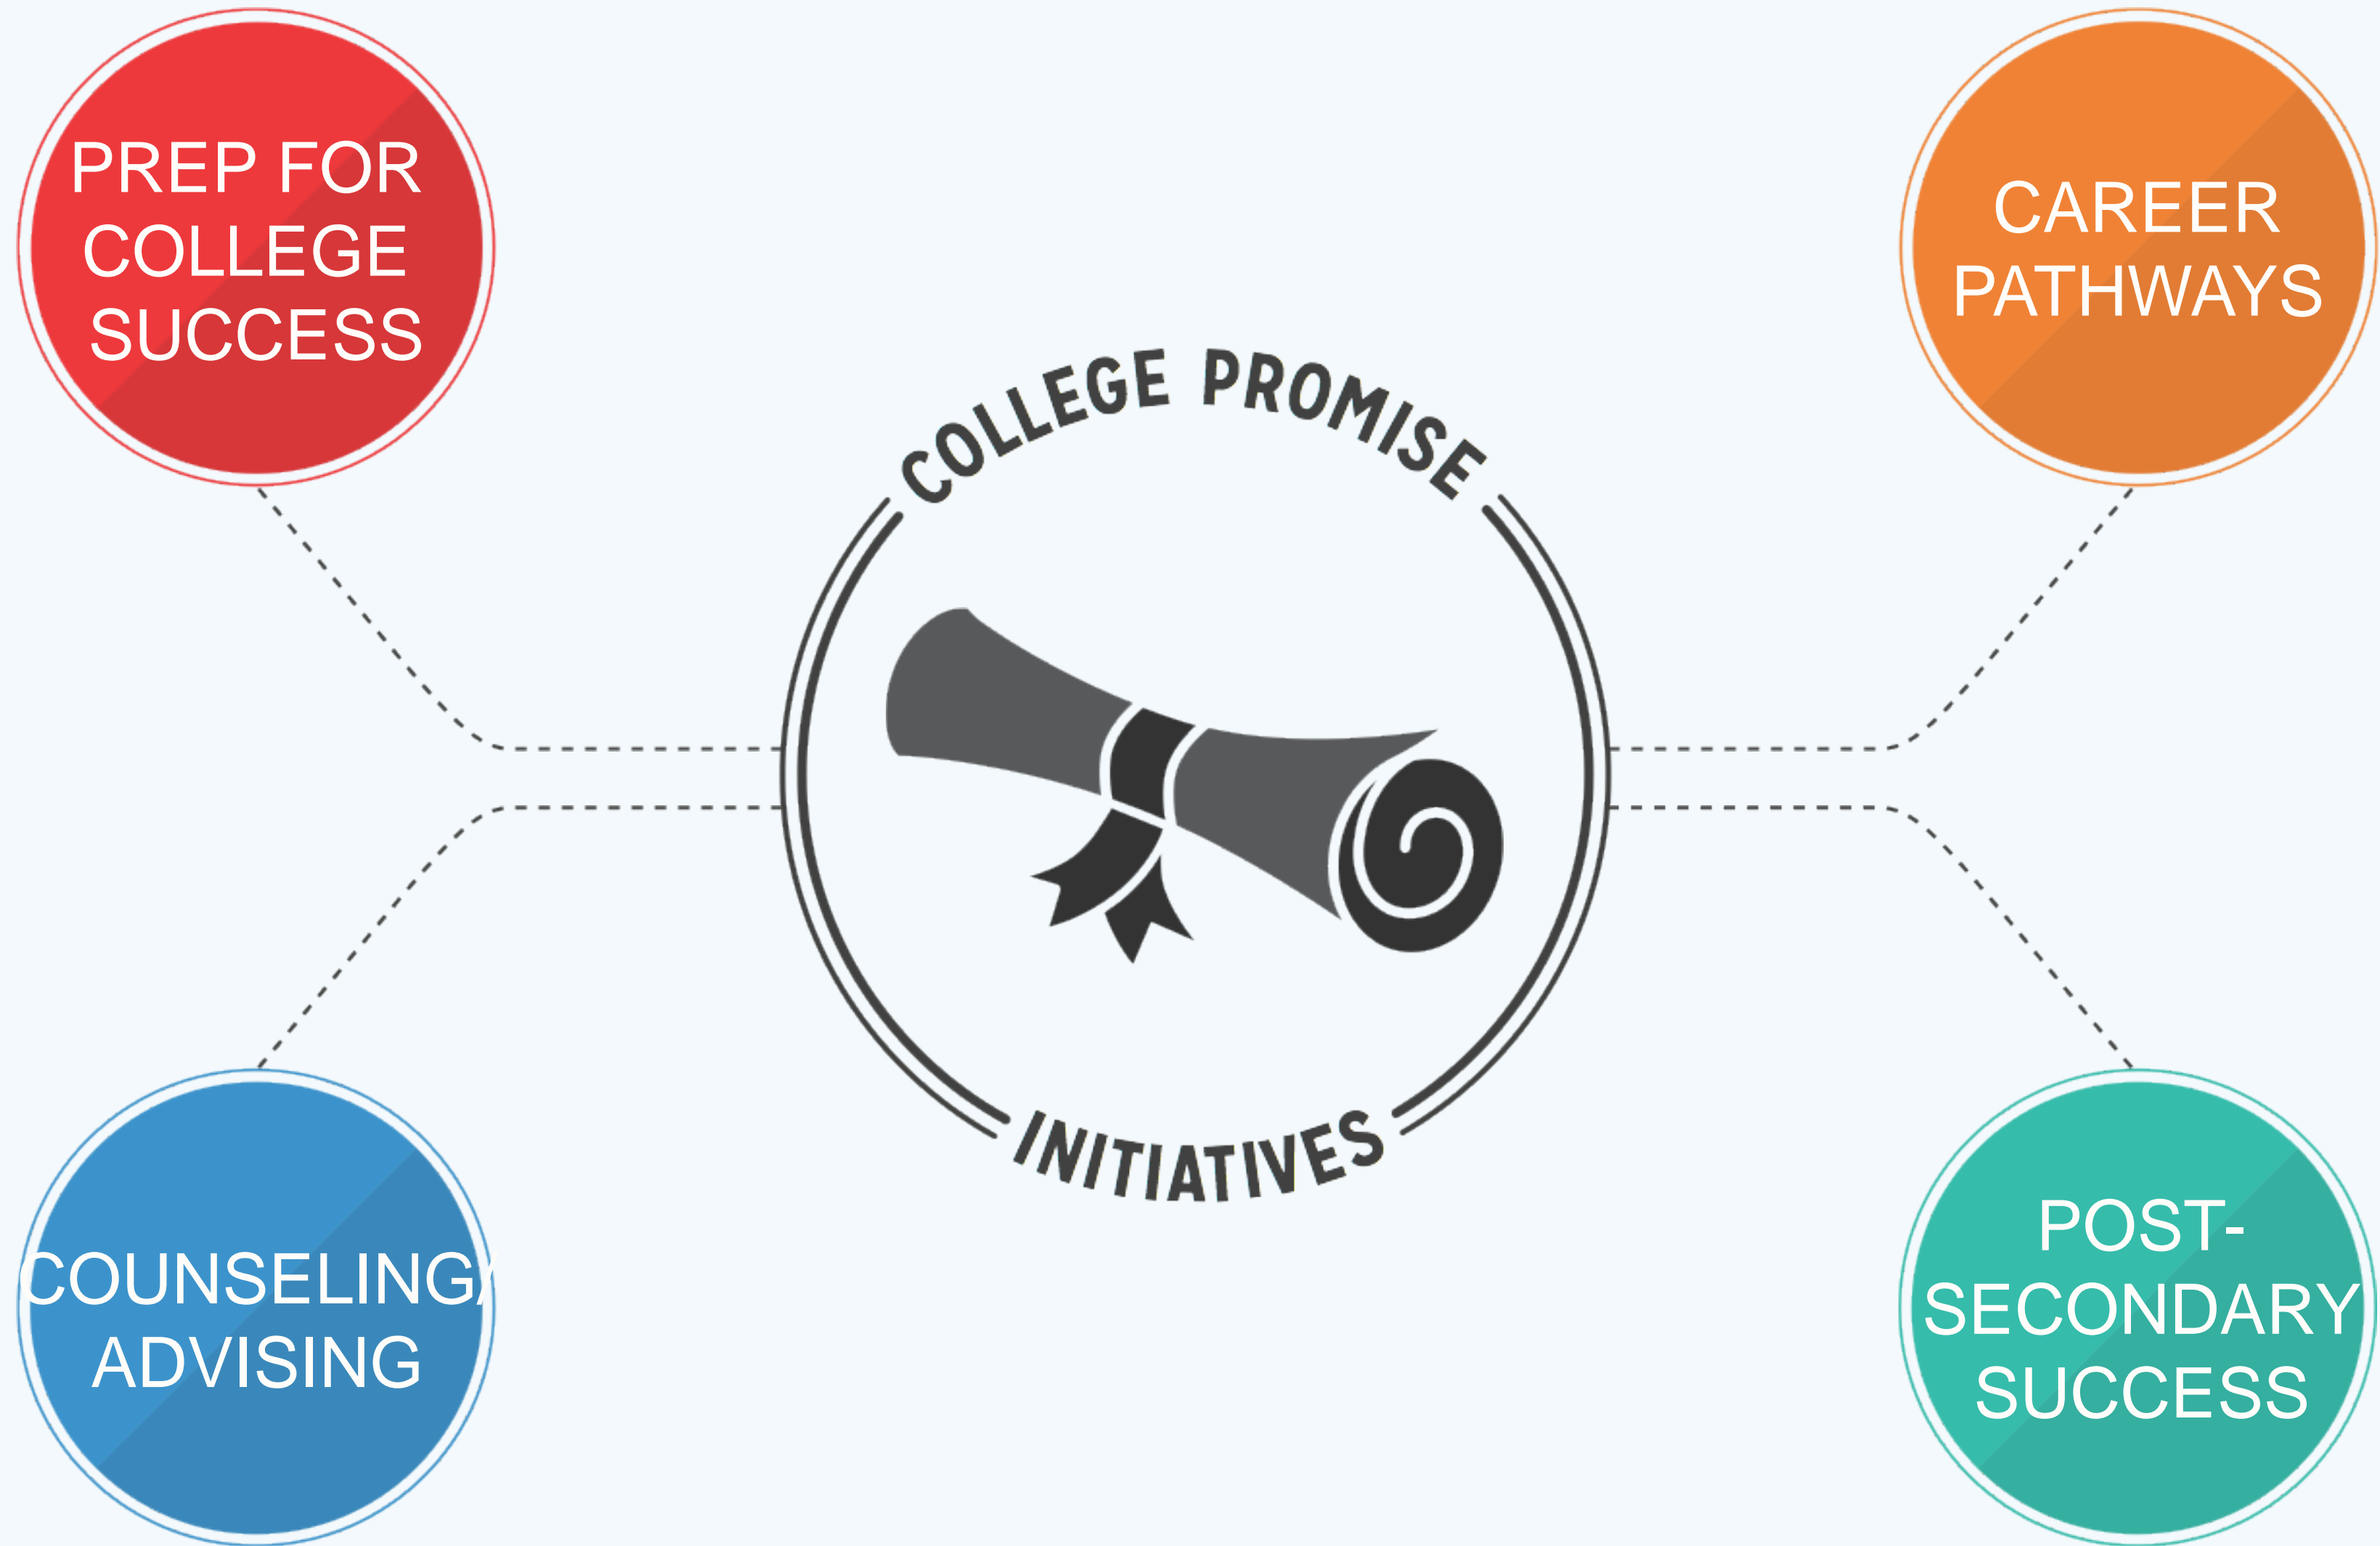 PREP FOR
COLLEGE
SUCCESS
CAREER
PATHWAYS
COLLEGE PROMISE
INITIATIVES
COUNSELING/
ADVISING
POST-
SECONDARY
SUCCESS